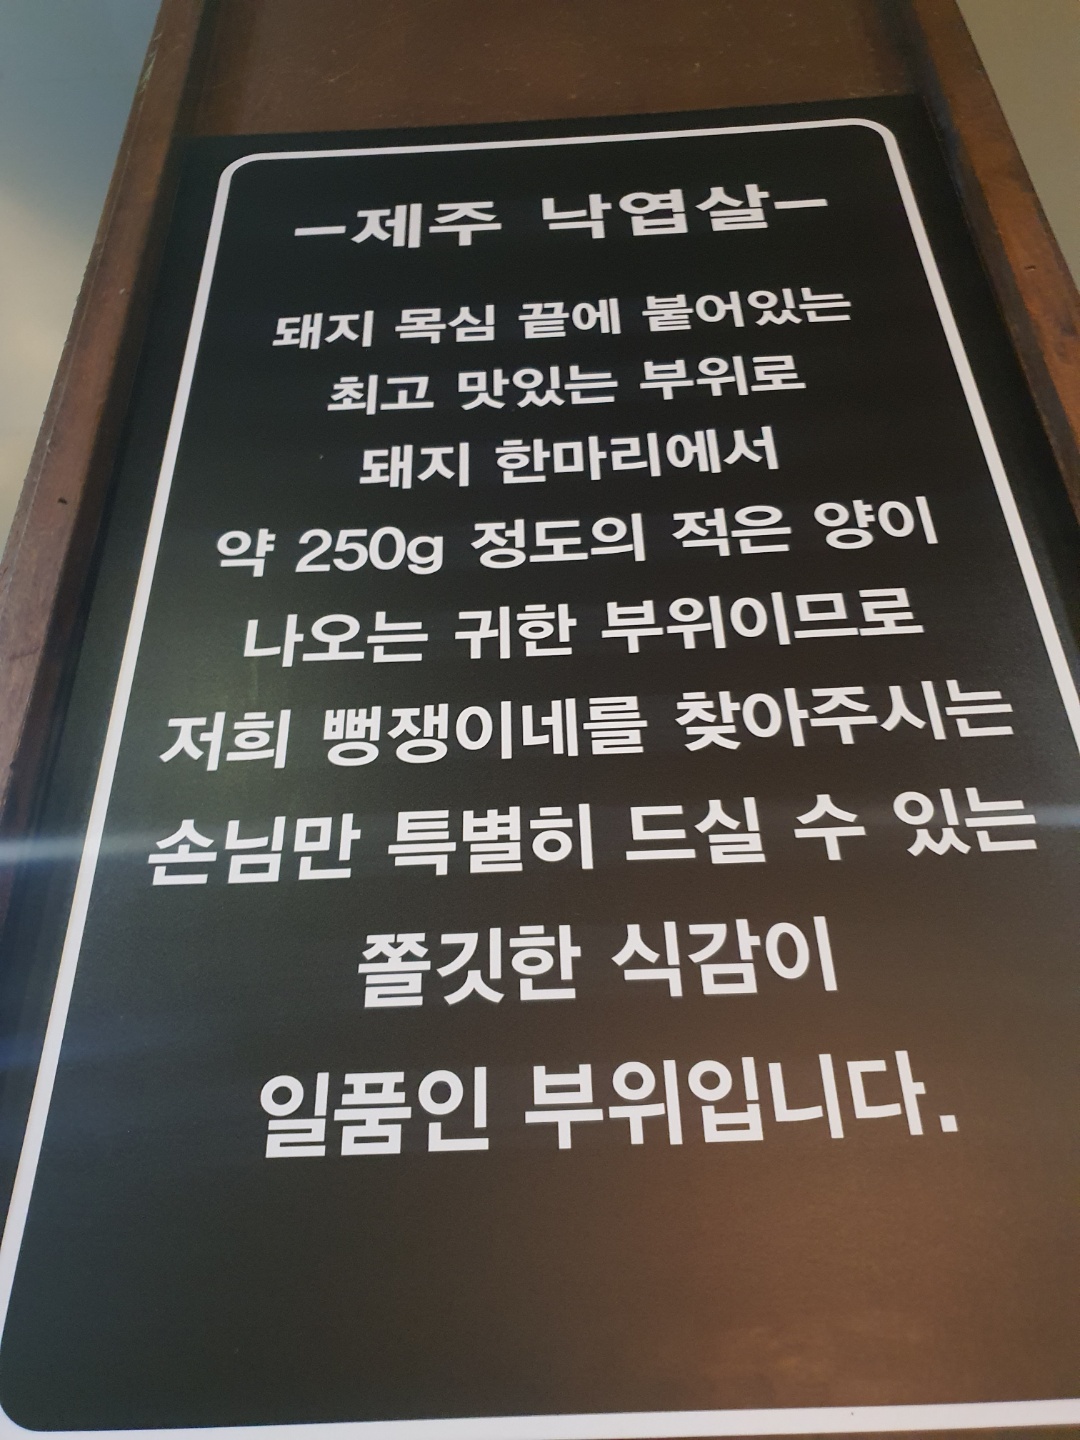 -제주 낙엽살-
돼지 목심 끝에 붙어있는
최고 맛있는 부위로
돼지 한마리에서
약 250g 정도의 적은 양이
나오는 귀한 부위이므로
저희 뻥쟁이네를 찾아주시는
손님만 특별히 드실 수 있는
쫄깃한 식감이
일품인 부위입니다.